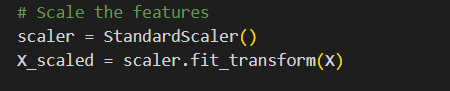 # Scale the features
scaler = StandardScaler()
X_scaled = scaler.fit_transform(X)